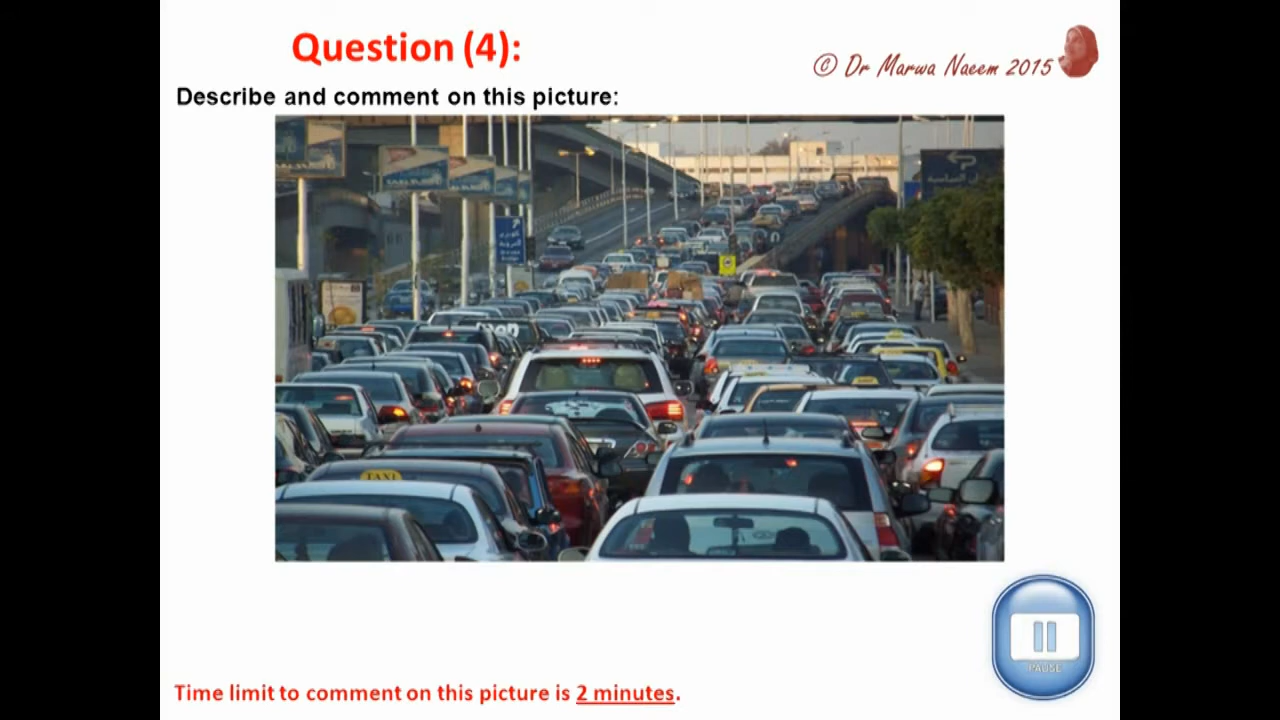 Question (4):
© Dr Marwa Naeem 2015
Describe and comment on this picture:
TAXI
PAUSE
Time limit to comment on this picture is 2 minutes.